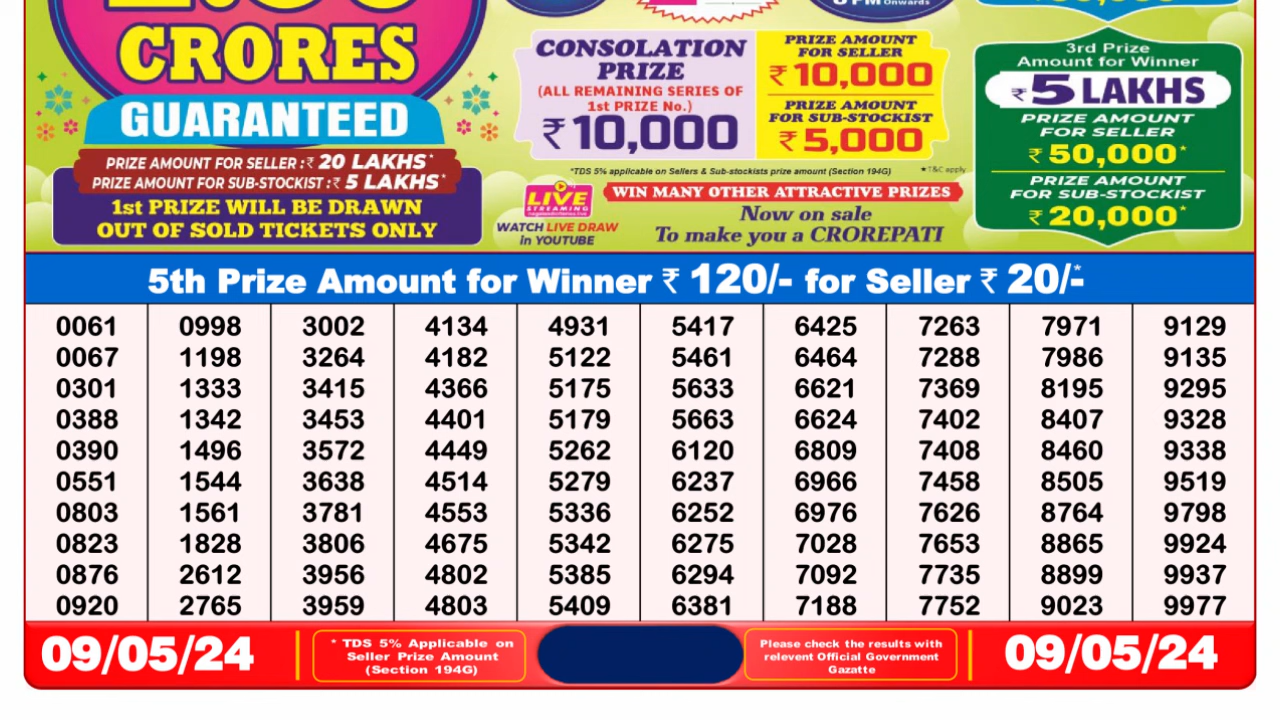 CRORES
GUARANTEED
PRIZE AMOUNT FOR SELLER :₹ 20 LAKHS*
PRIZE AMOUNT FOR SUB-STOCKIST :₹ 5 LAKHS*
1st PRIZE WILL BE DRAWN
OUT OF SOLD TICKETS ONLY
CONSOLATION
PRIZE
(ALL REMAINING SERIES OF
1st PRIZE No.)
₹ 10,000
PRIZE AMOUNT
FOR SELLER
₹ 10,000
PRIZE AMOUNT
FOR SUB-STOCKIST
₹ 5,000
8 PM Onwards
3rd Prize
Amount for Winner
₹ 5 LAKHS
PRIZE AMOUNT
FOR SELLER
₹ 50,000*
PRIZE AMOUNT
FOR SUB-STOCKIST
₹ 20,000*
*TDS 5% applicable on Sellers & Sub-stockists prize amount (Section 194G)
★T&C apply
LIVE
STREAMING
WATCH LIVE DRAW
in YOUTUBE
WIN MANY OTHER ATTRACTIVE PRIZES
Now on sale
To make you a CROREPATI
5th Prize Amount for Winner ₹ 120/- for Seller ₹ 20/-*
0061 0998 3002 4134 4931 5417 6425 7263 7971 9129
0067 1198 3264 4182 5122 5461 6464 7288 7986 9135
0301 1333 3415 4366 5175 5633 6621 7369 8195 9295
0388 1342 3453 4401 5179 5663 6624 7402 8407 9328
0390 1496 3572 4449 5262 6120 6809 7408 8460 9338
0551 1544 3638 4514 5279 6237 6966 7458 8505 9519
0803 1561 3781 4553 5336 6252 6976 7626 8764 9798
0823 1828 3806 4675 5342 6275 7028 7653 8865 9924
0876 2612 3956 4802 5385 6294 7092 7735 8899 9937
0920 2765 3959 4803 5409 6381 7188 7752 9023 9977
09/05/24
* TDS 5% Applicable on
Seller Prize Amount
(Section 194G)
Please check the results with
relevent Official Government
Gazatte
09/05/24